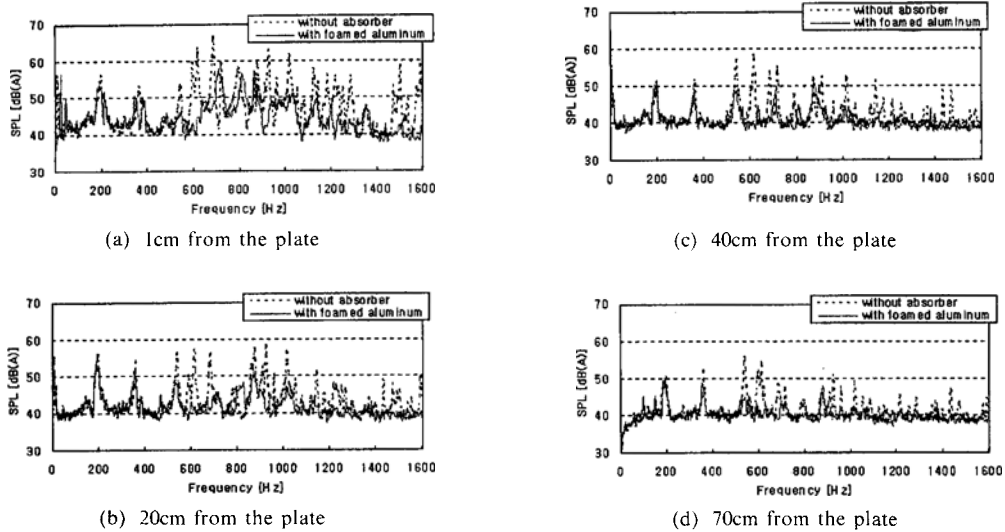 without absorber
with foamed aluminum
SPL [dB(A)]
70
60
50
40
30
0 200 400 600 800 1000 1200 1400 1600
Frequency [Hz]
(a) 1cm from the plate
without absorber
with foamed aluminum
SPL [dB(A)]
70
60
50
40
30
0 200 400 600 800 1000 1200 1400 1600
Frequency [Hz]
(c) 40cm from the plate
without absorber
with foamed aluminum
SPL [dB(A)]
70
60
50
40
30
0 200 400 600 800 1000 1200 1400 1600
Frequency [Hz]
(b) 20cm from the plate
without absorber
with foamed aluminum
SPL [dB(A)]
70
60
50
40
30
0 200 400 600 800 1000 1200 1400 1600
Frequency [Hz]
(d) 70cm from the plate